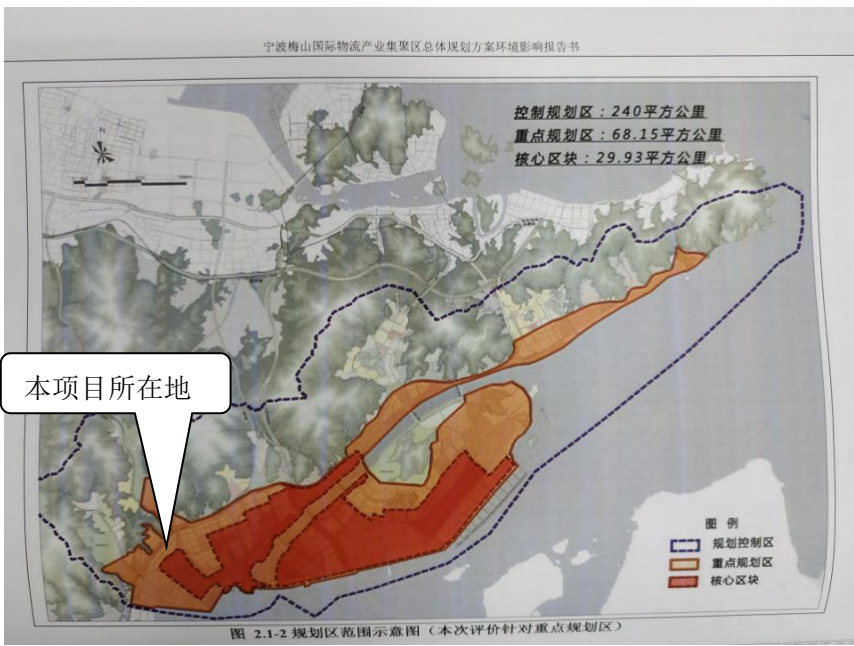 宁波梅山国际物流产业集聚区总体规划方案环境影响报告书
控制规划区：240平方公里
重点规划区：68.15平方公里
核心区块：29.93平方公里
N
本项目所在地
图 例
规划控制区
重点规划区
核心区块
图 2.1-2 规划区范围示意图（本次评价针对重点规划区）